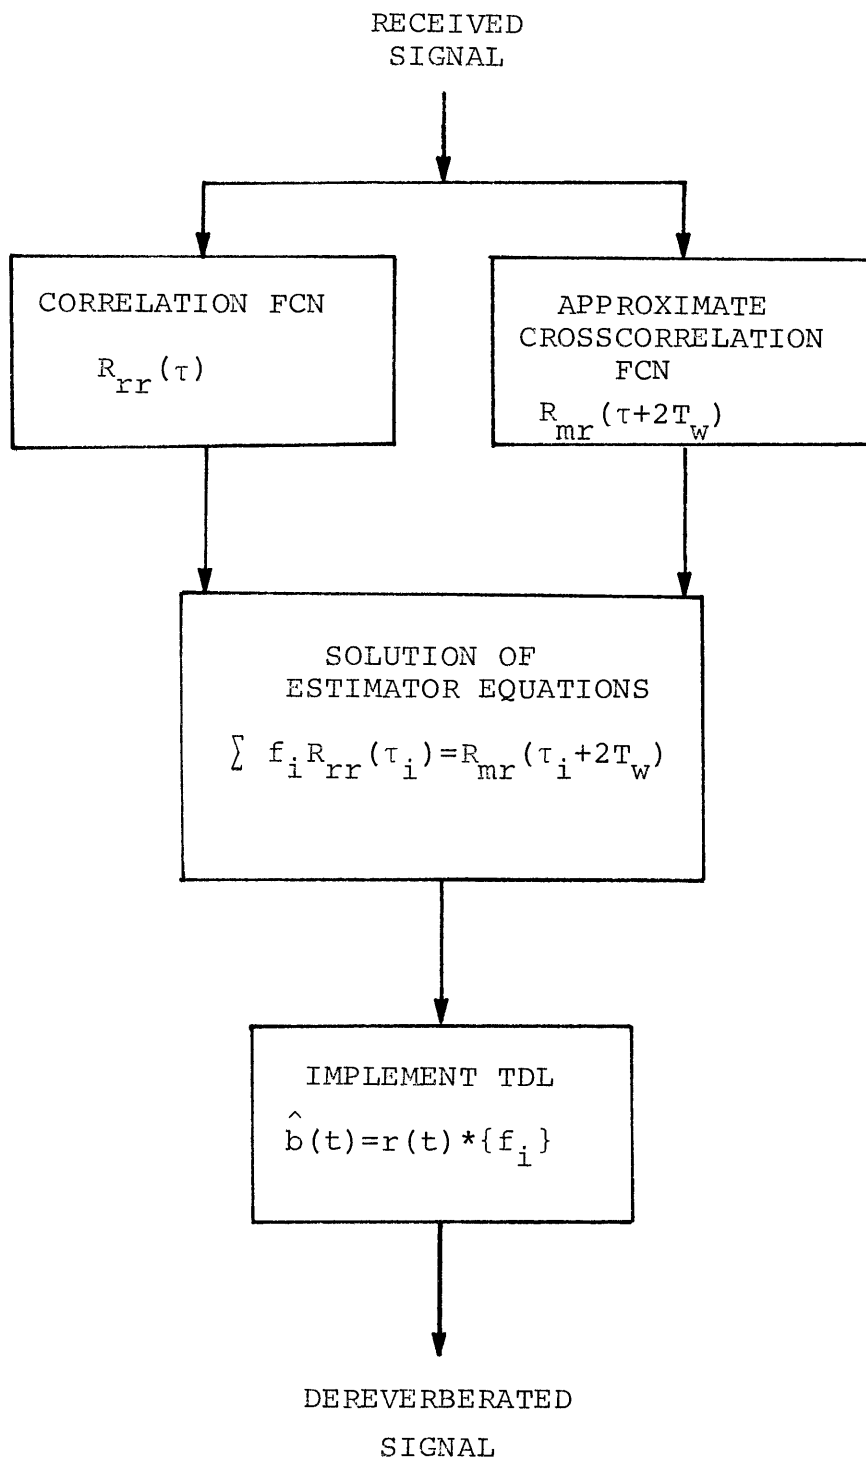 RECEIVED
SIGNAL
CORRELATION FCN
R_rr(τ)
APPROXIMATE
CROSSCORRELATION
FCN
R_mr(τ+2T_w)
SOLUTION OF
ESTIMATOR EQUATIONS
∑ f_i R_rr(τ_i)=R_mr(τ_i+2T_w)
IMPLEMENT TDL
b̂(t)=r(t)*{f_i}
DEREVERBERATED
SIGNAL